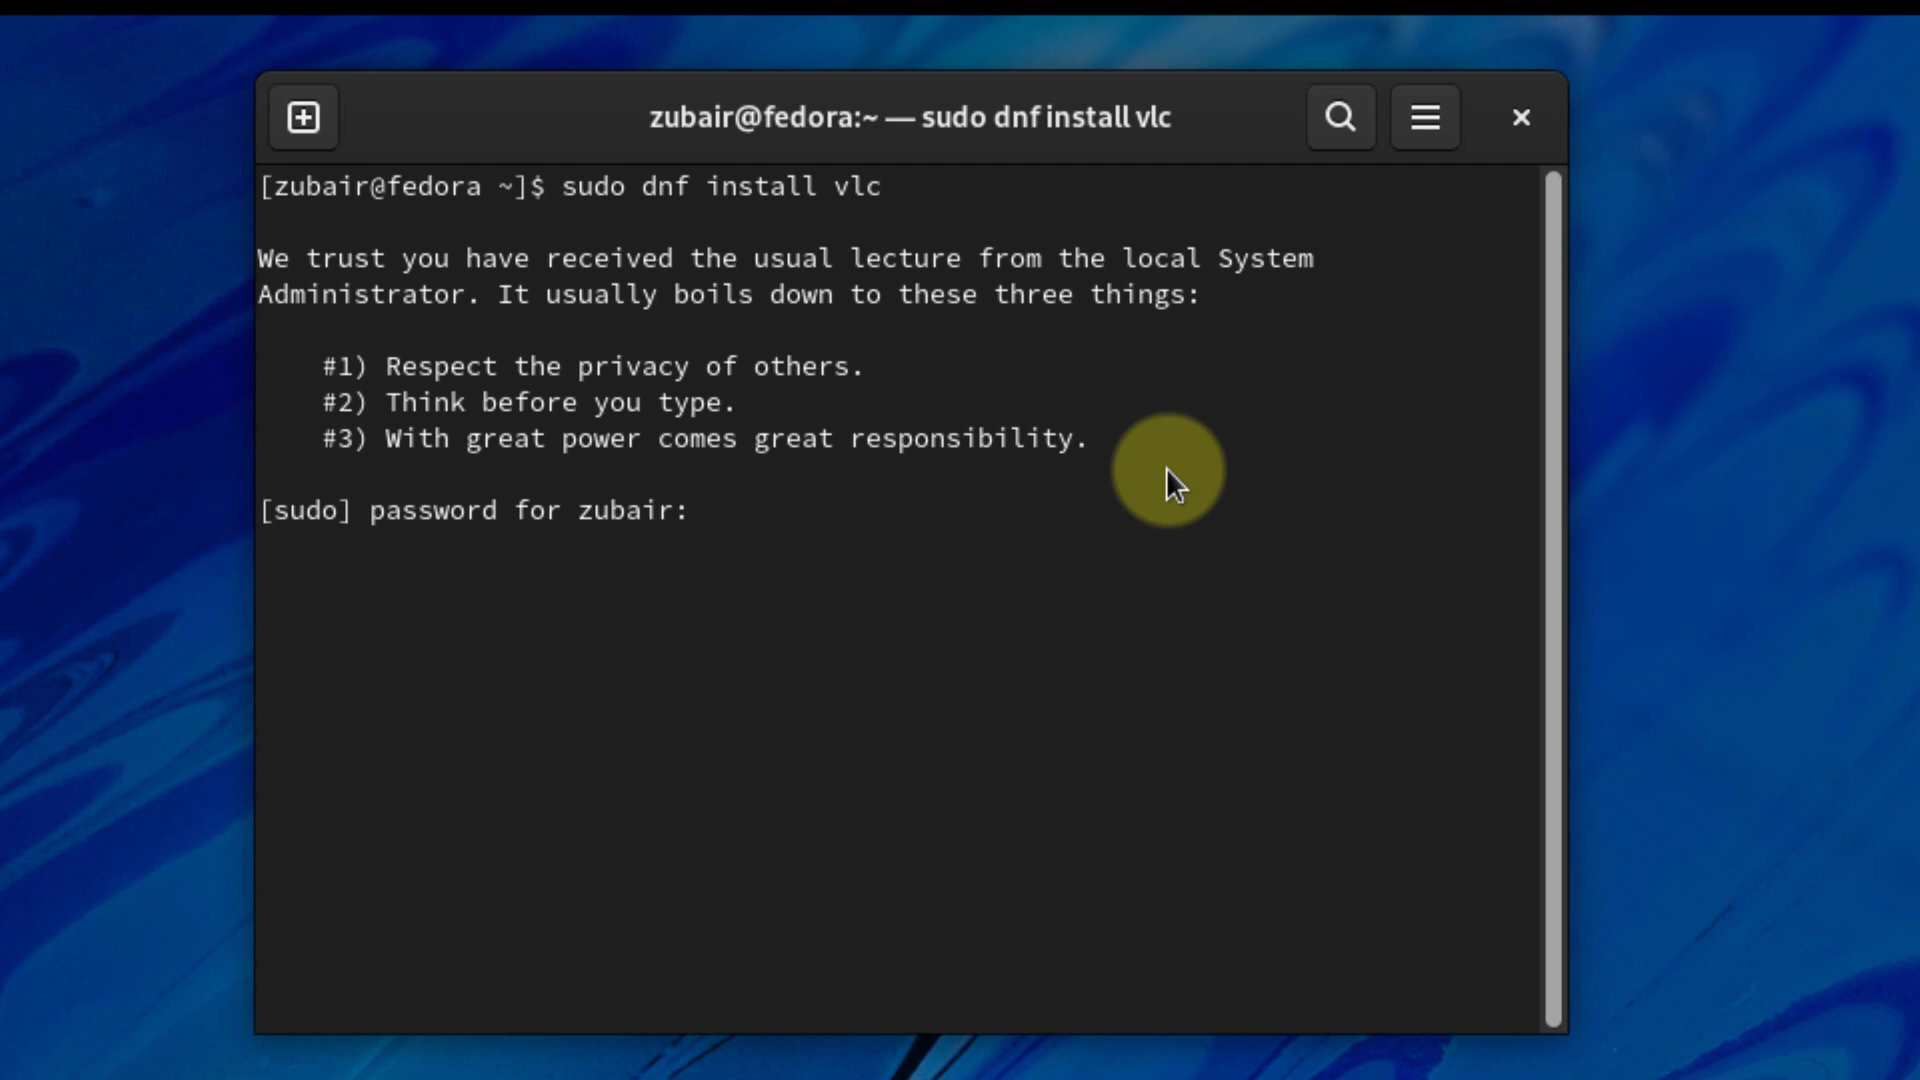 zubair@fedora:~ — sudo dnf install vlc
[zubair@fedora ~]$ sudo dnf install vlc
We trust you have received the usual lecture from the local System
Administrator. It usually boils down to these three things:
#1) Respect the privacy of others.
#2) Think before you type.
#3) With great power comes great responsibility.
[sudo] password for zubair: